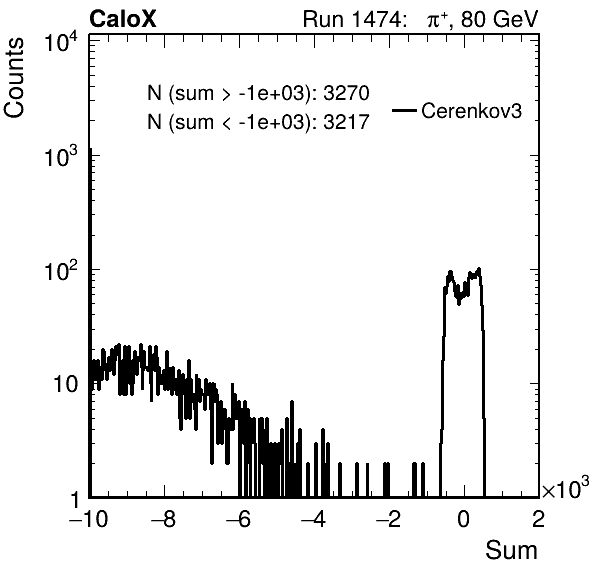 CaloX Run 1474: π⁺, 80 GeV
Counts
10⁴
10³
10²
10
1
N (sum > -1e+03): 3270
N (sum < -1e+03): 3217
Cerenkov3
−10 −8 −6 −4 −2 0 2
×10³
Sum